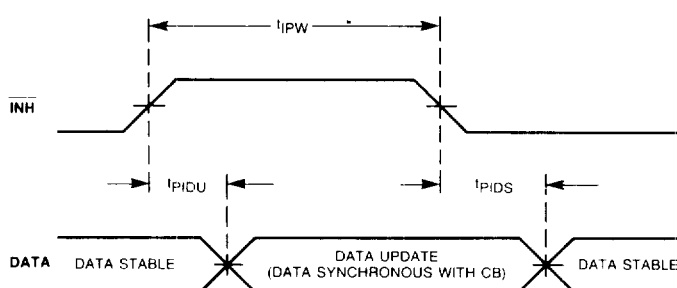 tIPW
INH
tPIDU
tPIDS
DATA
DATA STABLE
DATA UPDATE
(DATA SYNCHRONOUS WITH CB)
DATA STABLE